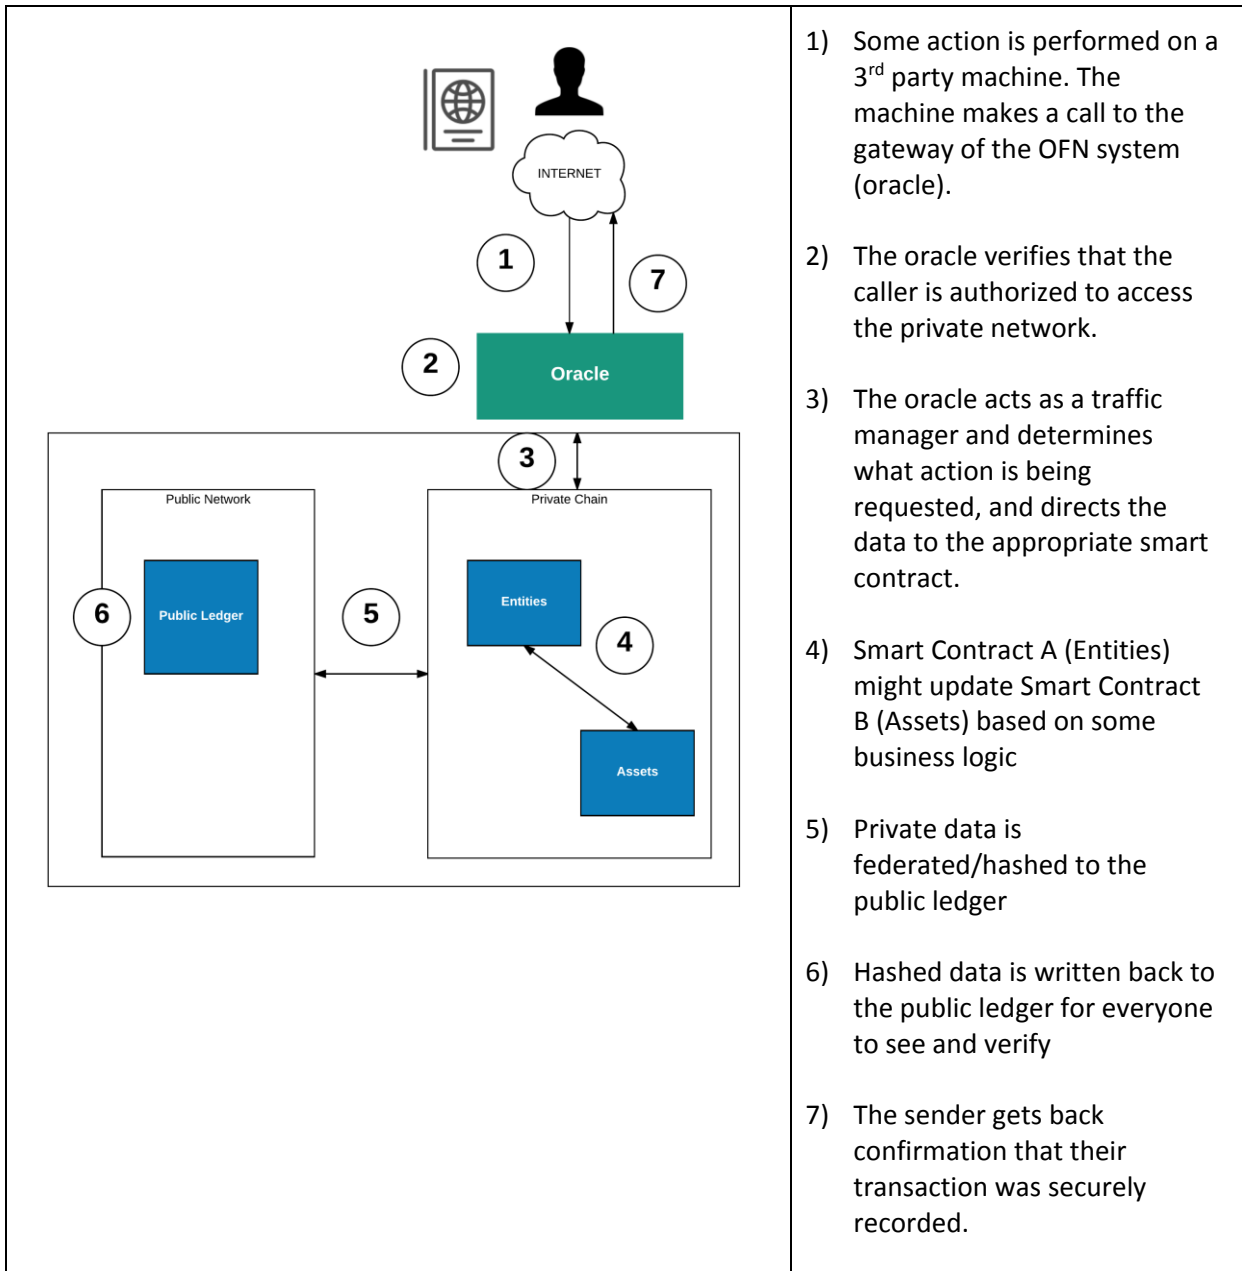 INTERNET
1
7
2
Oracle
3
Public Network
Private Chain
6
Public Ledger
5
Entities
4
Assets
1) Some action is performed on a
3rd party machine. The
machine makes a call to the
gateway of the OFN system
(oracle).
2) The oracle verifies that the
caller is authorized to access
the private network.
3) The oracle acts as a traffic
manager and determines
what action is being
requested, and directs the
data to the appropriate smart
contract.
4) Smart Contract A (Entities)
might update Smart Contract
B (Assets) based on some
business logic
5) Private data is
federated/hashed to the
public ledger
6) Hashed data is written back to
the public ledger for everyone
to see and verify
7) The sender gets back
confirmation that their
transaction was securely
recorded.